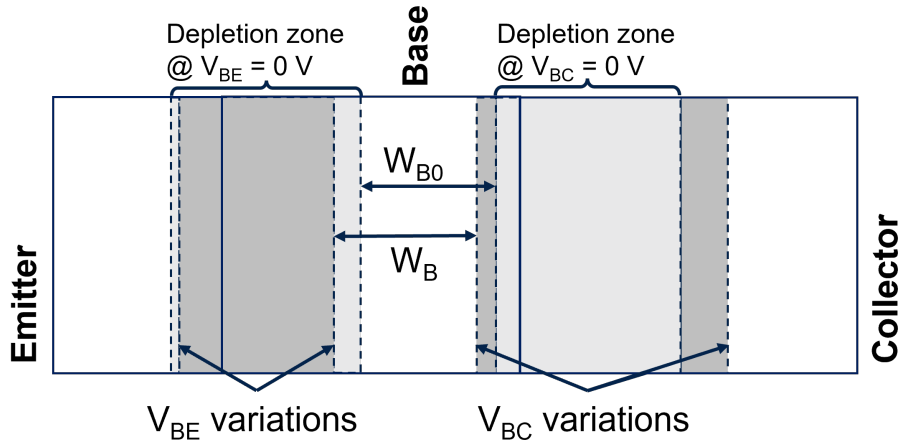 Depletion zone
@ V_BE = 0 V
Base
Depletion zone
@ V_BC = 0 V
W_B0
W_B
Emitter
Collector
V_BE variations
V_BC variations